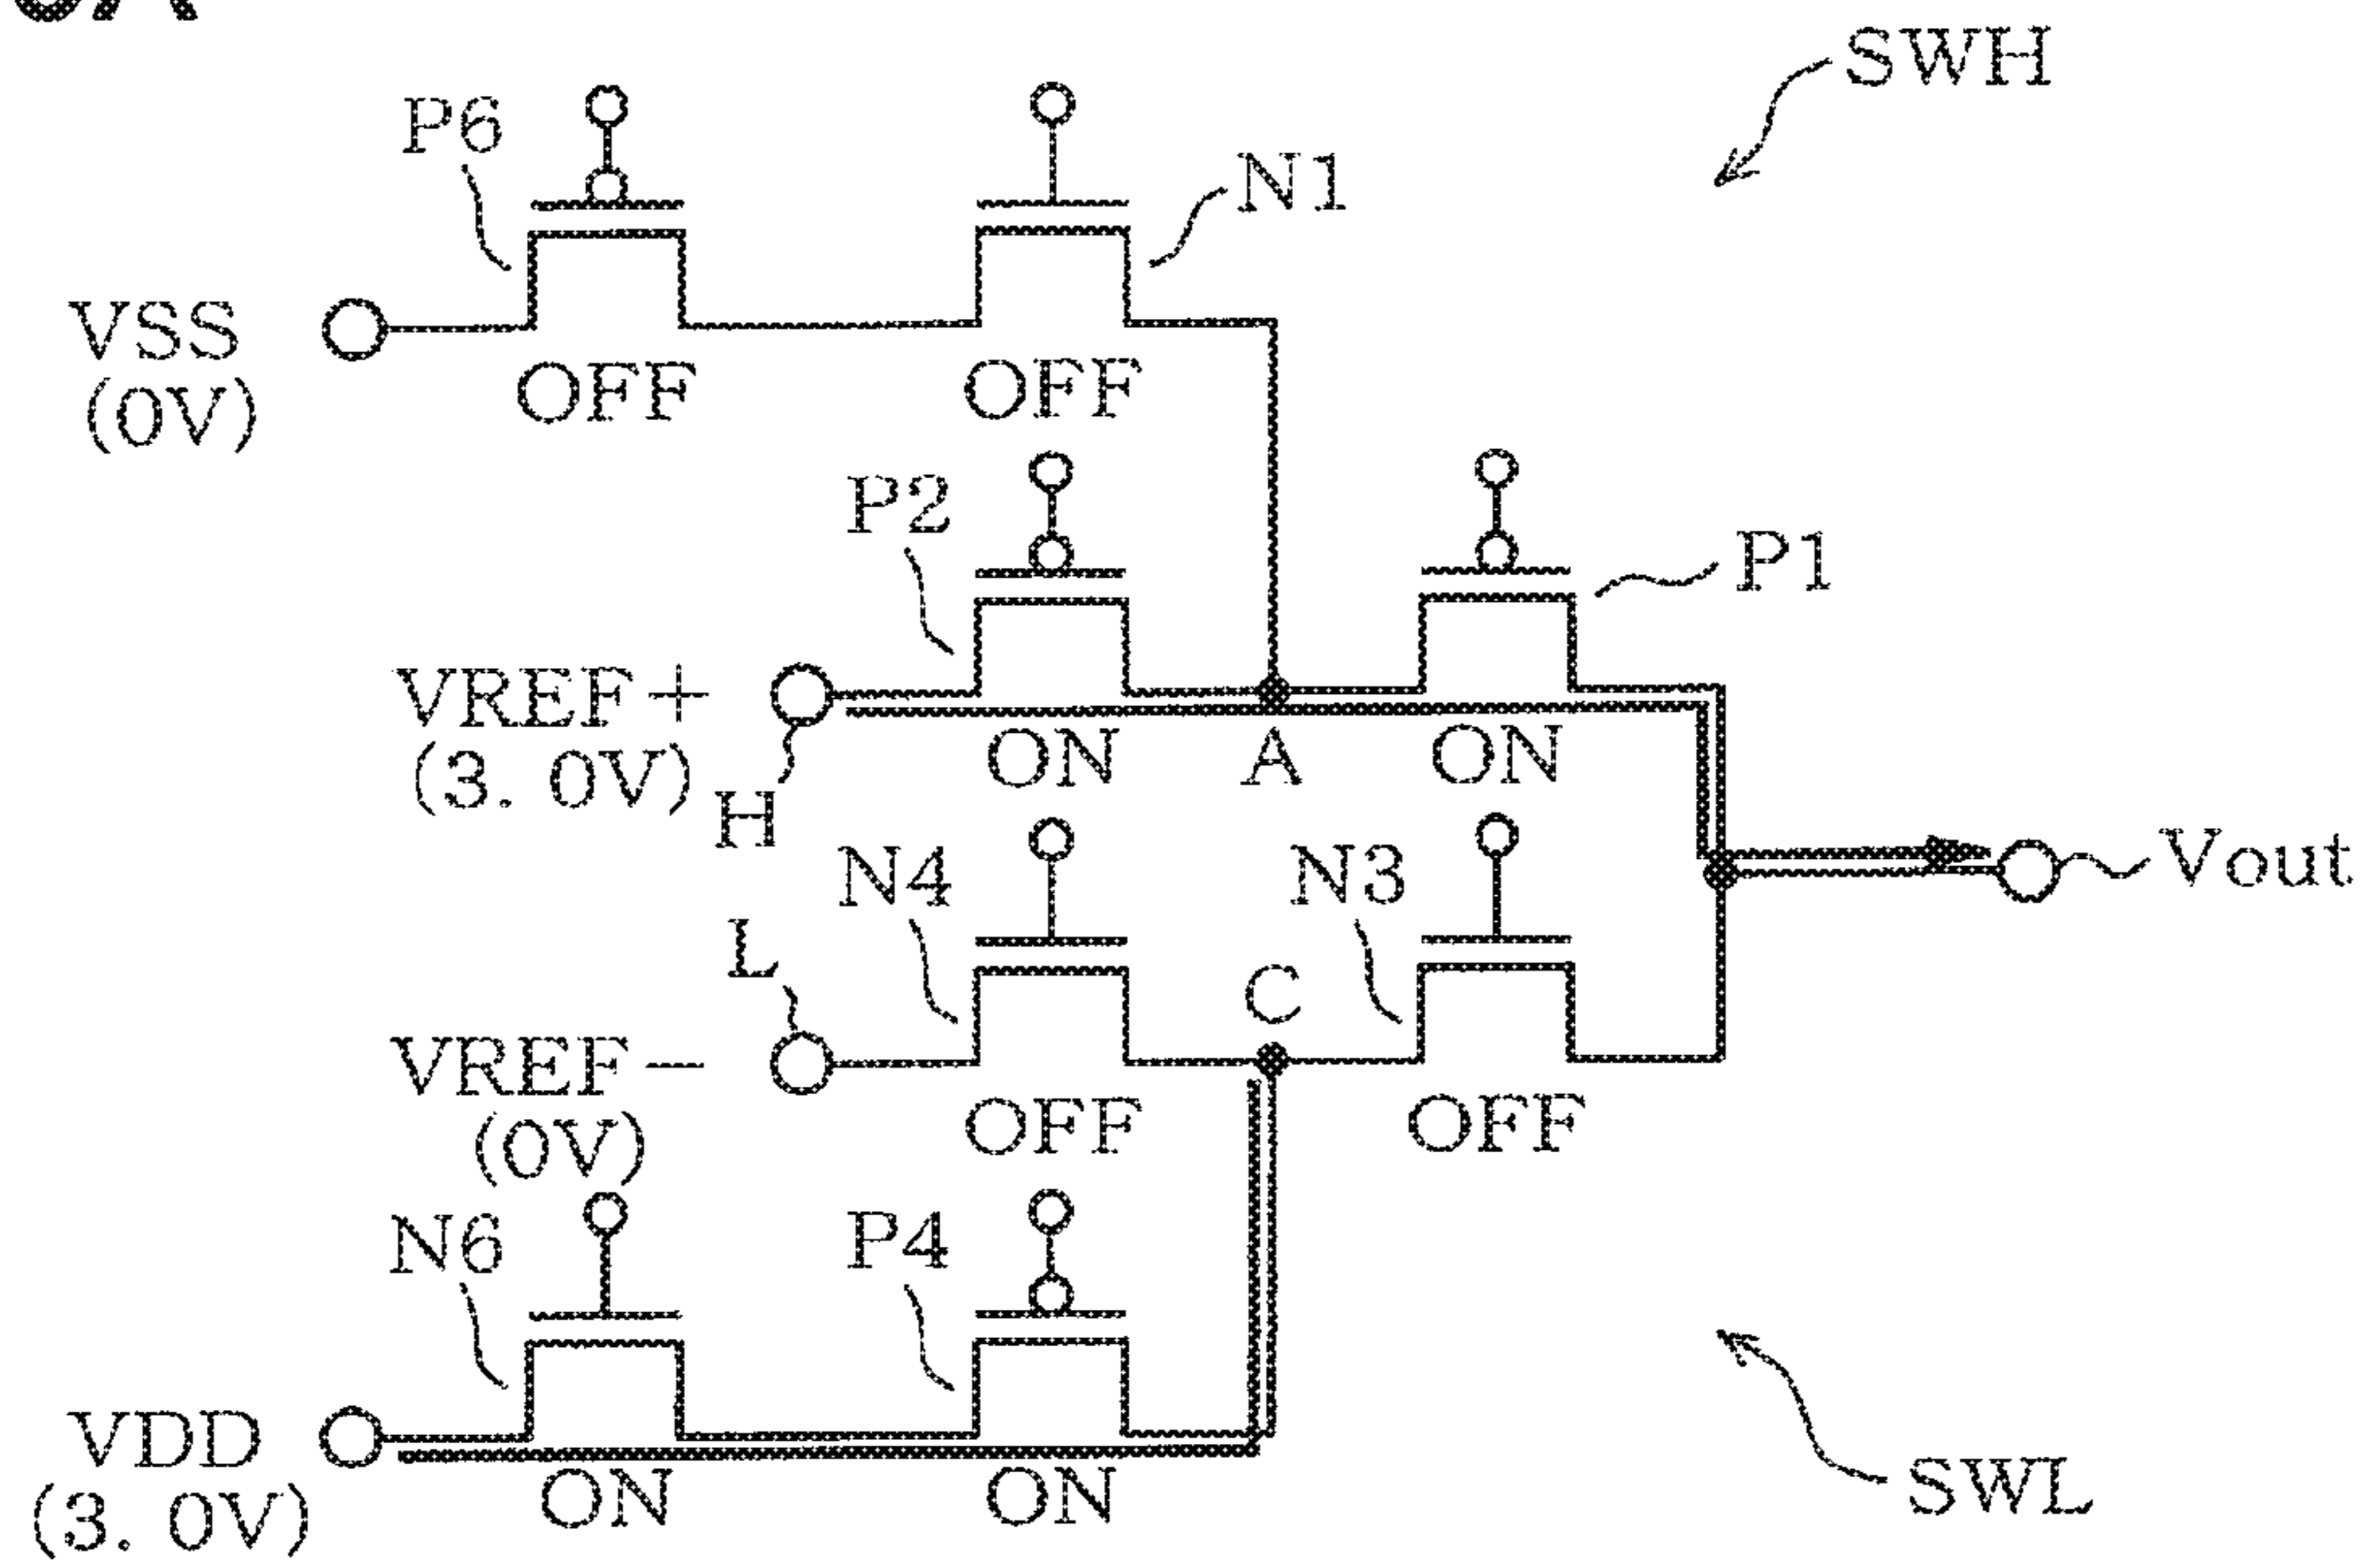 SWH
P6
N1
VSS
(0V)
OFF
OFF
P2
P1
VREF+
(3. 0V)
ON
A
ON
H
N4
N3
Vout
L
C
VREF−
(0V)
OFF
OFF
N6
P4
VDD
(3. 0V)
ON
ON
SWL